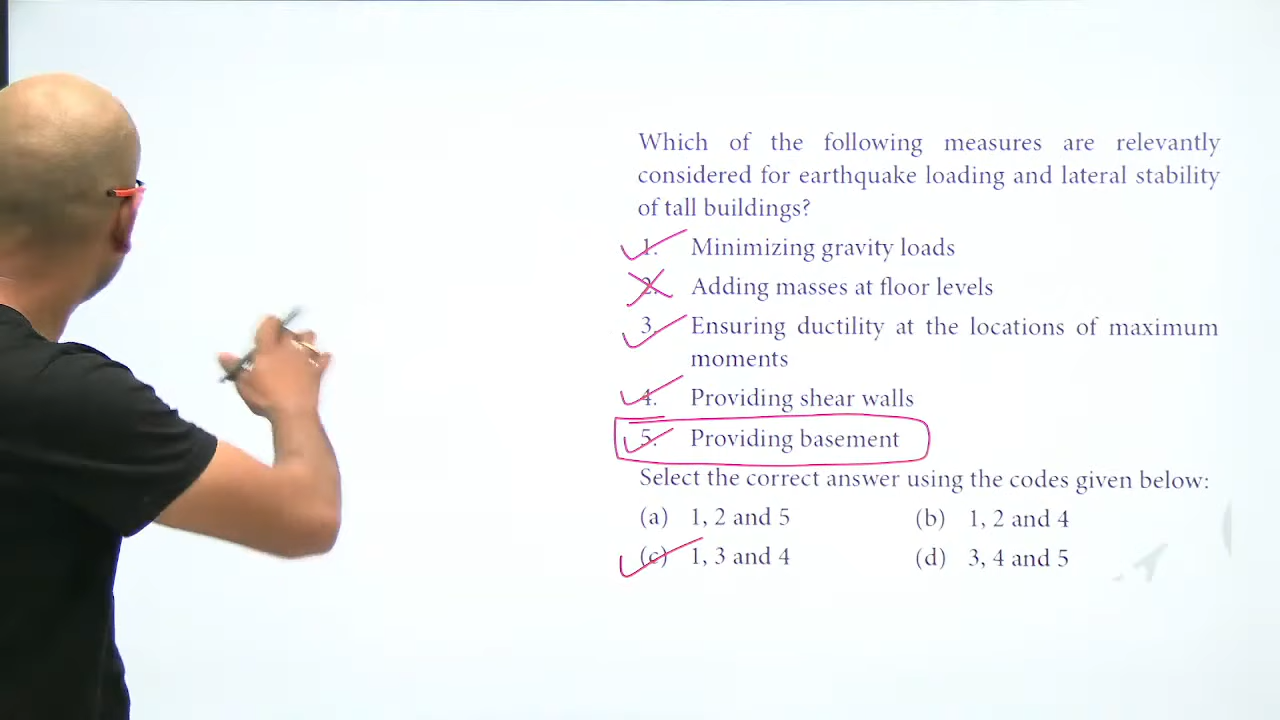 Which of the following measures are relevantly
considered for earthquake loading and lateral stability
of tall buildings?
1. Minimizing gravity loads
2. Adding masses at floor levels
3. Ensuring ductility at the locations of maximum
moments
4. Providing shear walls
5. Providing basement
Select the correct answer using the codes given below:
(a) 1, 2 and 5 (b) 1, 2 and 4
(c) 1, 3 and 4 (d) 3, 4 and 5